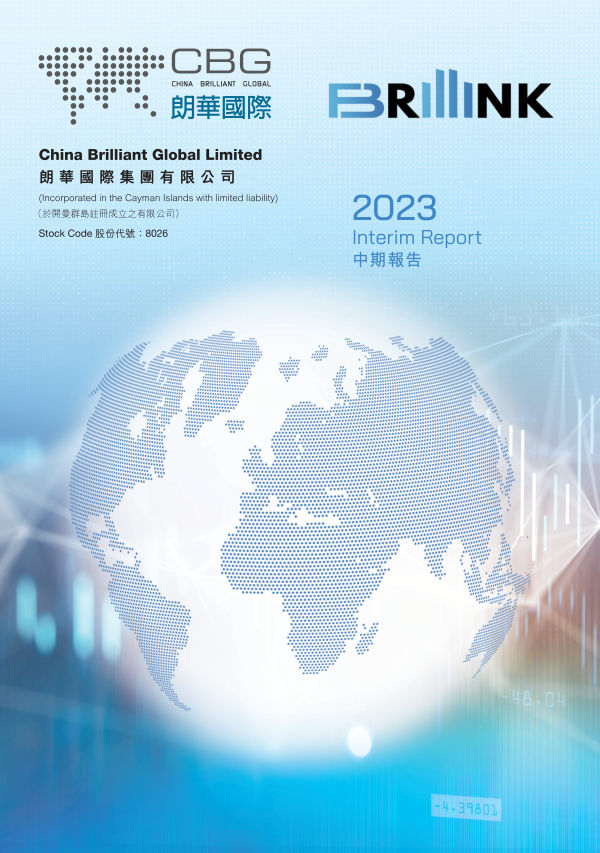 CBG
CHINA BRILLIANT GLOBAL
朗華國際
BRILLINK
China Brilliant Global Limited
朗華國際集團有限公司
(Incorporated in the Cayman Islands with limited liability)
(於開曼群島註冊成立之有限公司)
Stock Code 股份代號：8026
2023
Interim Report
中期報告
-48.04
-4.39801